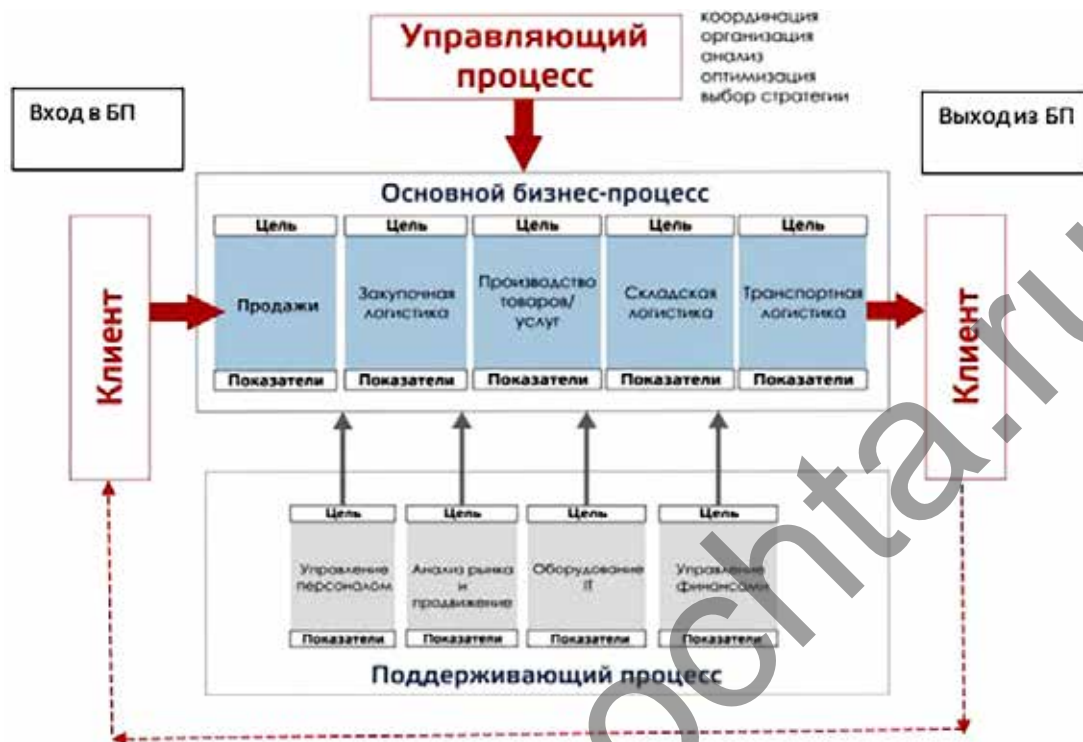 Управляющий
процесс
координация
организация
анализ
оптимизация
выбор стратегии
Вход в БП
Выход из БП
Основной бизнес-процесс
Цель
Цель
Цель
Цель
Цель
Продажи
Закупочная
логистика
Производство
товаров/
услуг
Складская
логистика
Транспортная
логистика
Показатели
Показатели
Показатели
Показатели
Показатели
Клиент
Клиент
Цель
Цель
Цель
Цель
Управление
персоналом
Анализ рынка
и
продвижение
Оборудование
IT
Управление
финансами
Показатели
Показатели
Показатели
Показатели
Поддерживающий процесс
ochta.ru